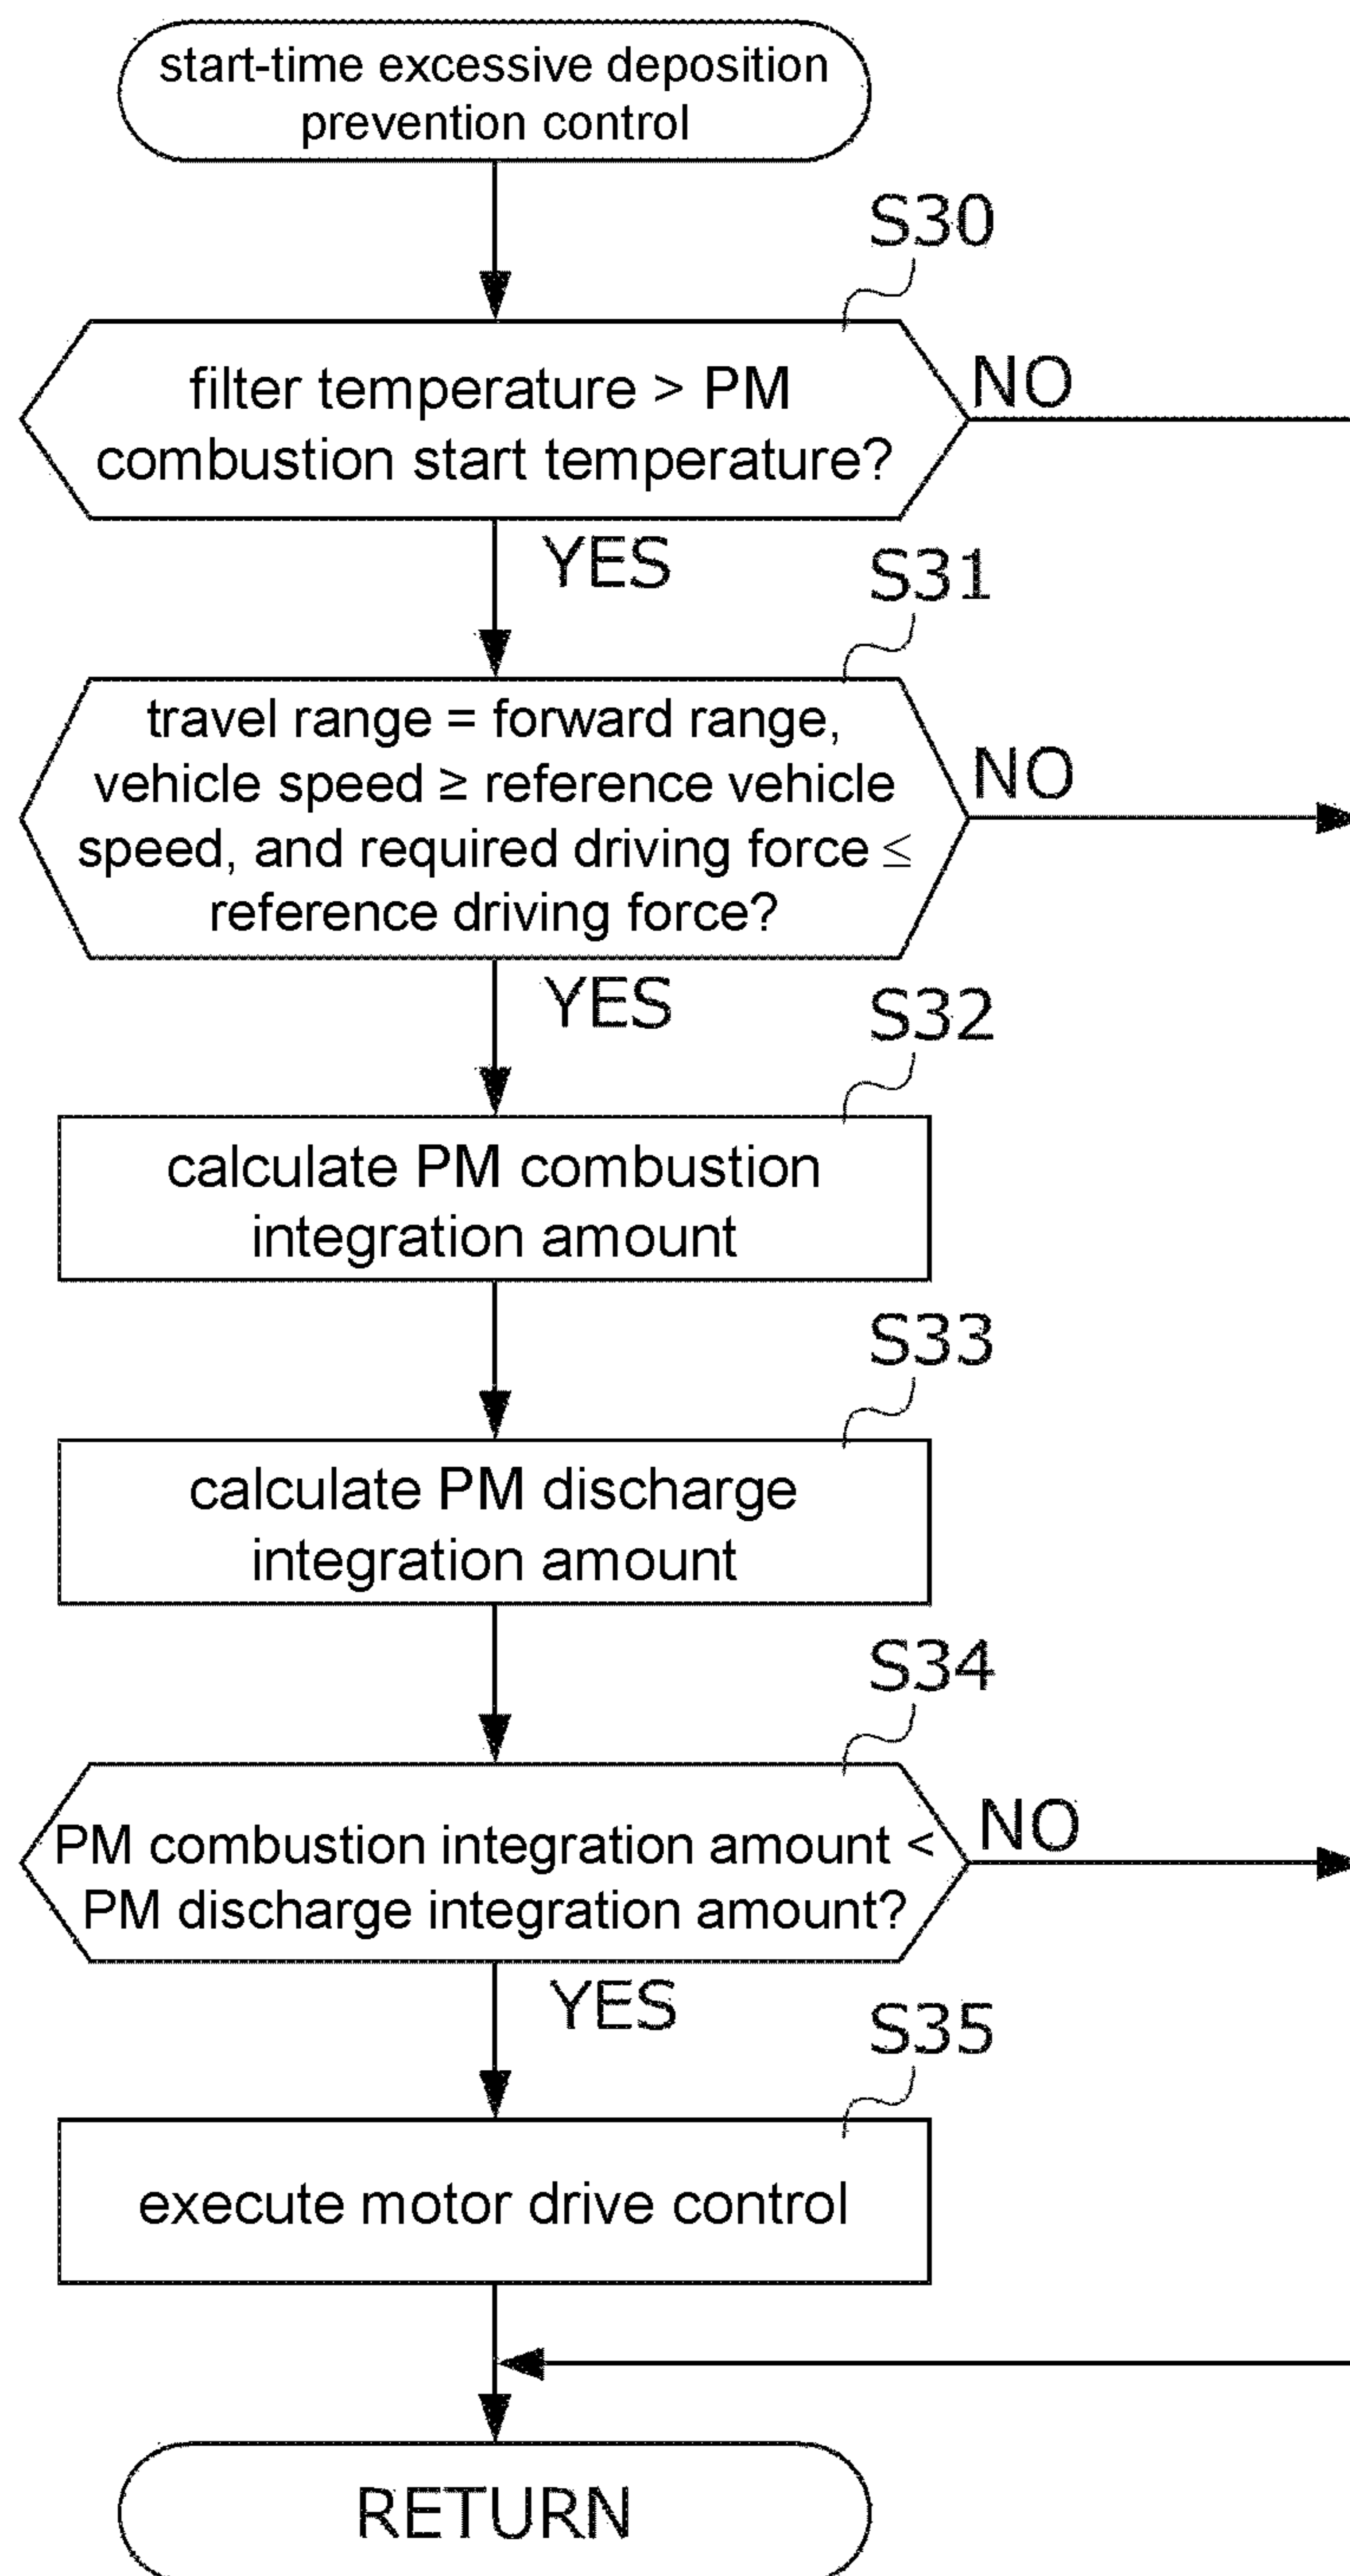 start-time excessive deposition
prevention control
S30
filter temperature > PM
combustion start temperature?
NO
YES
S31
travel range = forward range,
vehicle speed ≥ reference vehicle
speed, and required driving force ≤
reference driving force?
NO
YES
S32
calculate PM combustion
integration amount
S33
calculate PM discharge
integration amount
S34
PM combustion integration amount <
PM discharge integration amount?
NO
YES
S35
execute motor drive control
RETURN